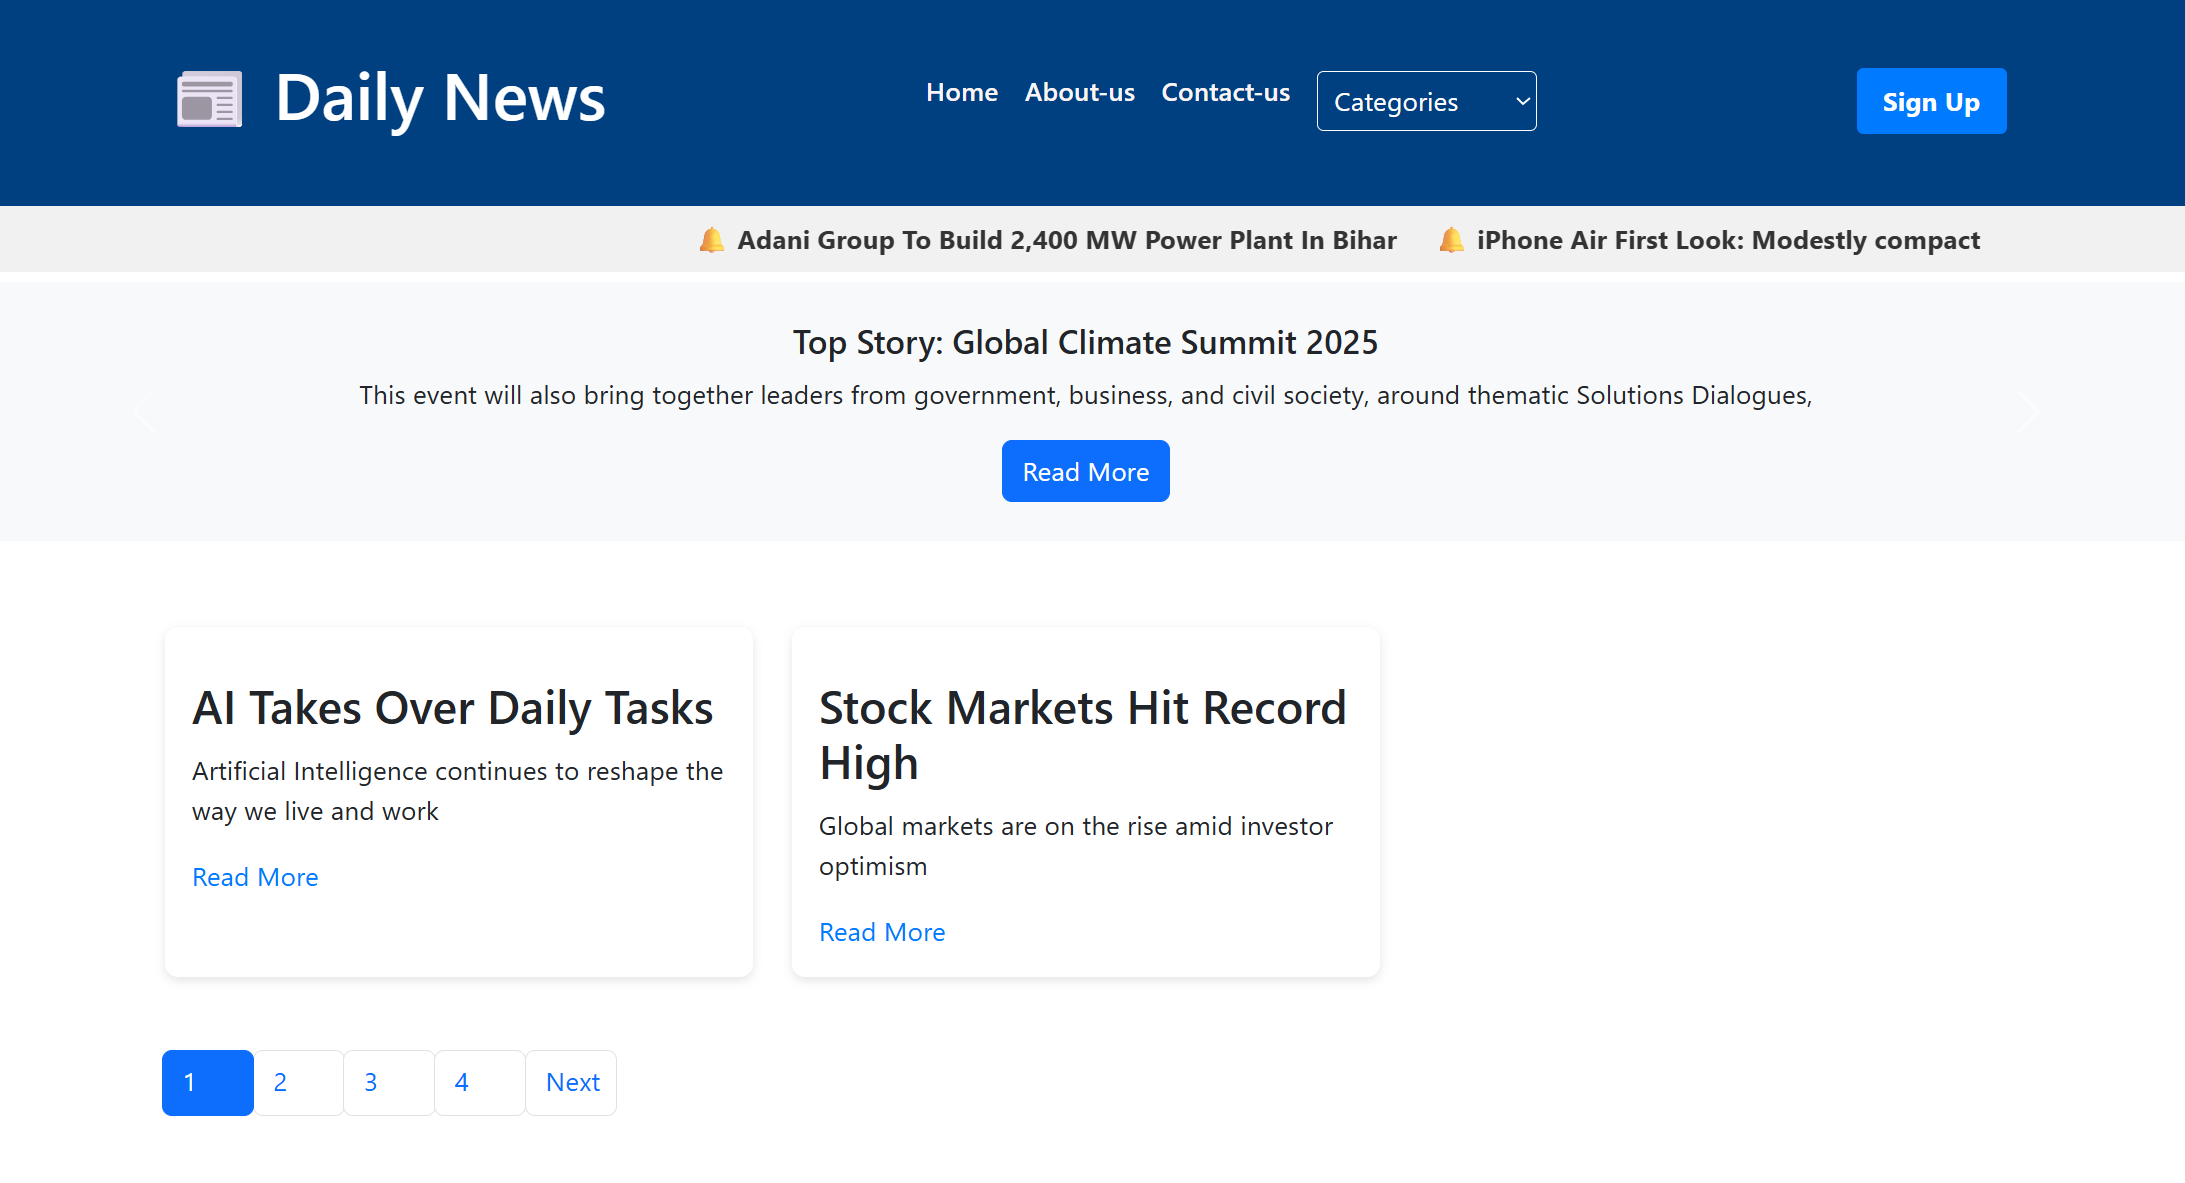 Daily News
Home About-us Contact-us Categories Sign Up
Adani Group To Build 2,400 MW Power Plant In Bihar iPhone Air First Look: Modestly compact
Top Story: Global Climate Summit 2025
This event will also bring together leaders from government, business, and civil society, around thematic Solutions Dialogues,
Read More
AI Takes Over Daily Tasks
Artificial Intelligence continues to reshape the
way we live and work
Read More
Stock Markets Hit Record
High
Global markets are on the rise amid investor
optimism
Read More
1 2 3 4 Next